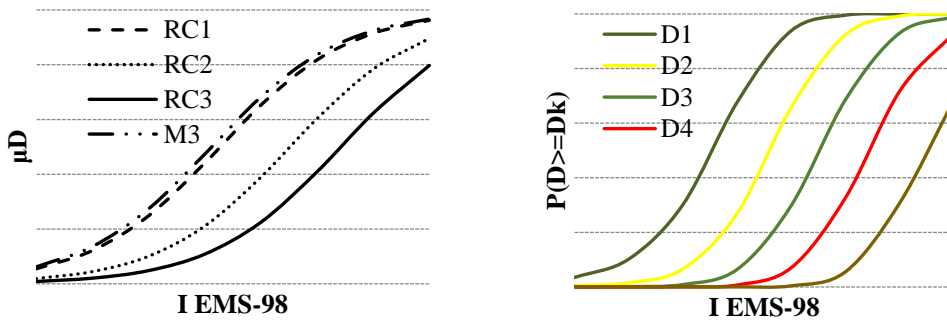 RC1
RC2
RC3
M3
µD
I EMS-98
D1
D2
D3
D4
P(D>=Dk)
I EMS-98